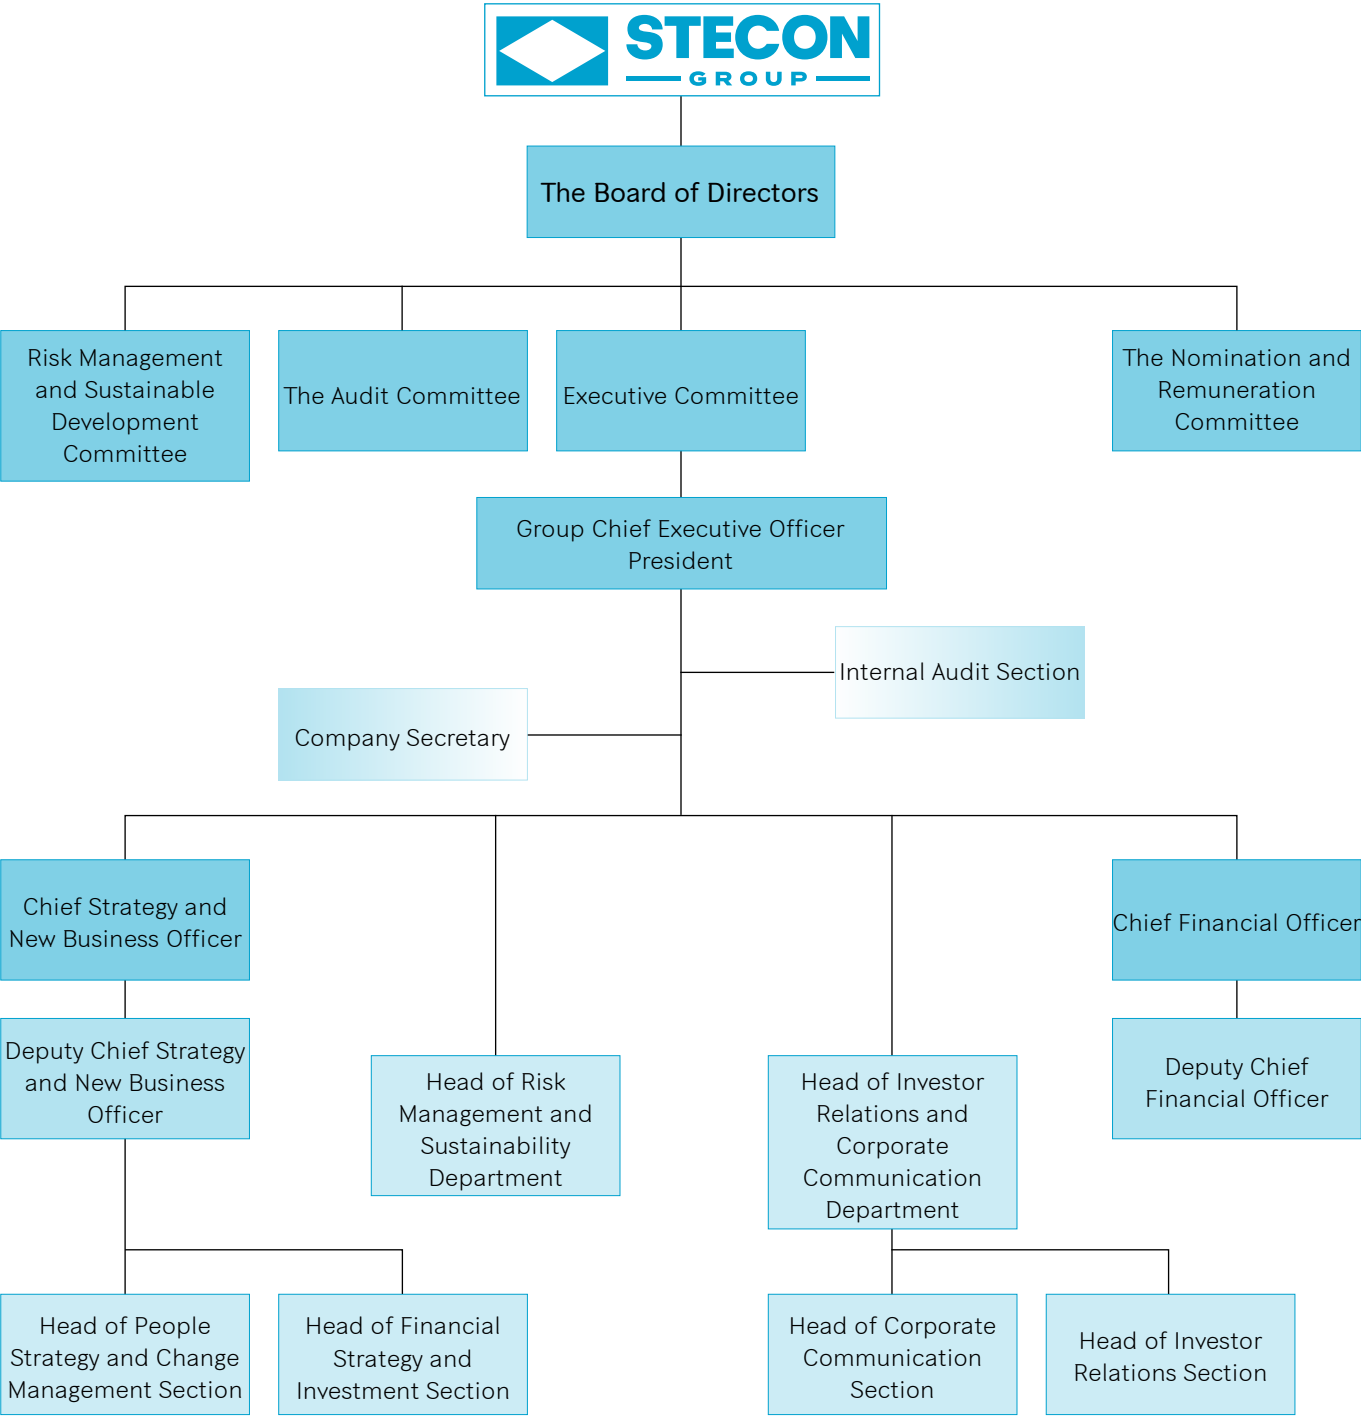 STECON
GROUP
The Board of Directors
Risk Management
and Sustainable
Development
Committee
The Audit Committee
Executive Committee
The Nomination and
Remuneration
Committee
Group Chief Executive Officer
President
Internal Audit Section
Company Secretary
Chief Strategy and
New Business Officer
Chief Financial Officer
Deputy Chief Strategy
and New Business
Officer
Head of Risk
Management and
Sustainability
Department
Head of Investor
Relations and
Corporate
Communication
Department
Deputy Chief
Financial Officer
Head of People
Strategy and Change
Management Section
Head of Financial
Strategy and
Investment Section
Head of Corporate
Communication
Section
Head of Investor
Relations Section